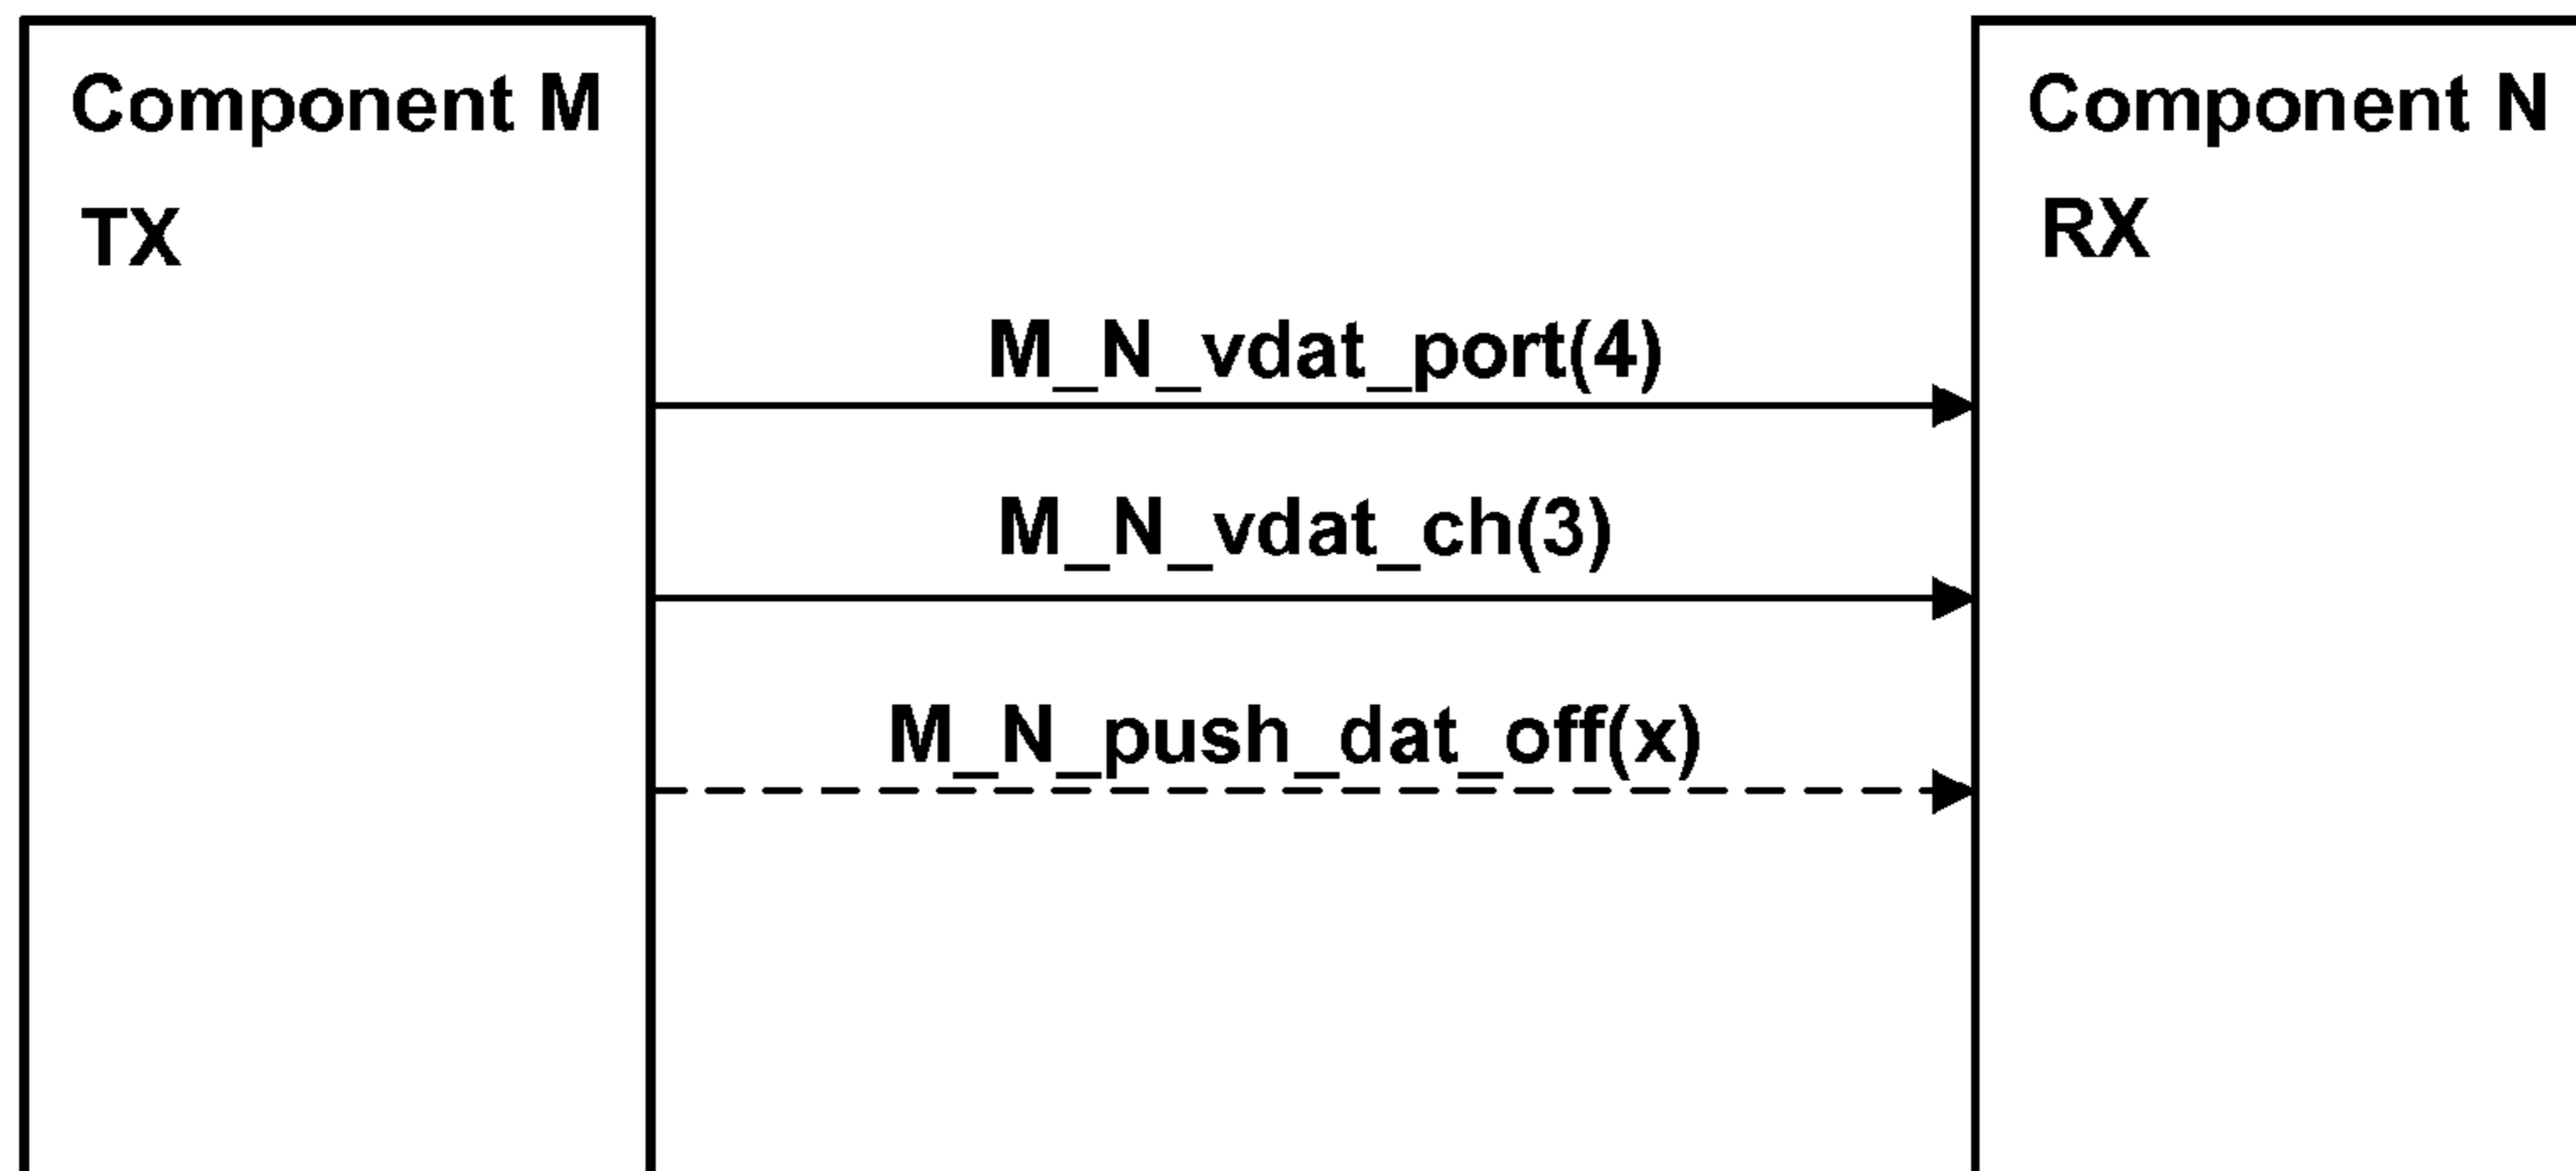 Component M
TX
Component N
RX
M_N_vdat_port(4)
M_N_vdat_ch(3)
M_N_push_dat_off(x)